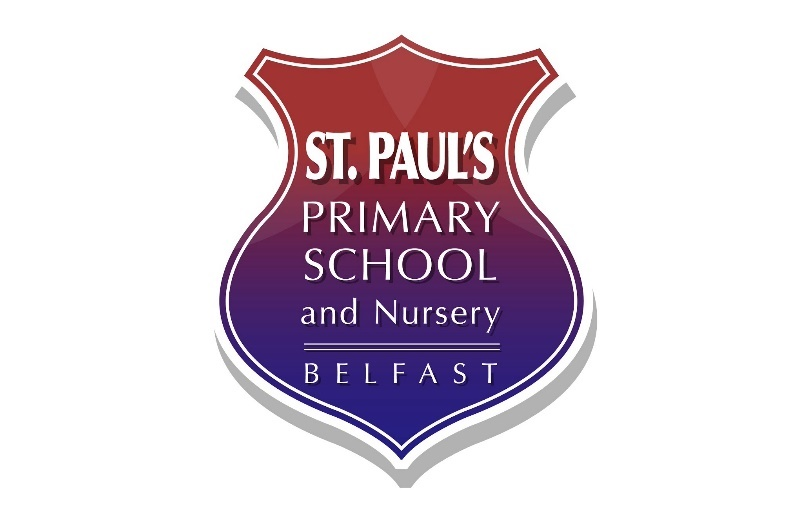 ST. PAUL'S
PRIMARY
SCHOOL
and Nursery
BELFAST